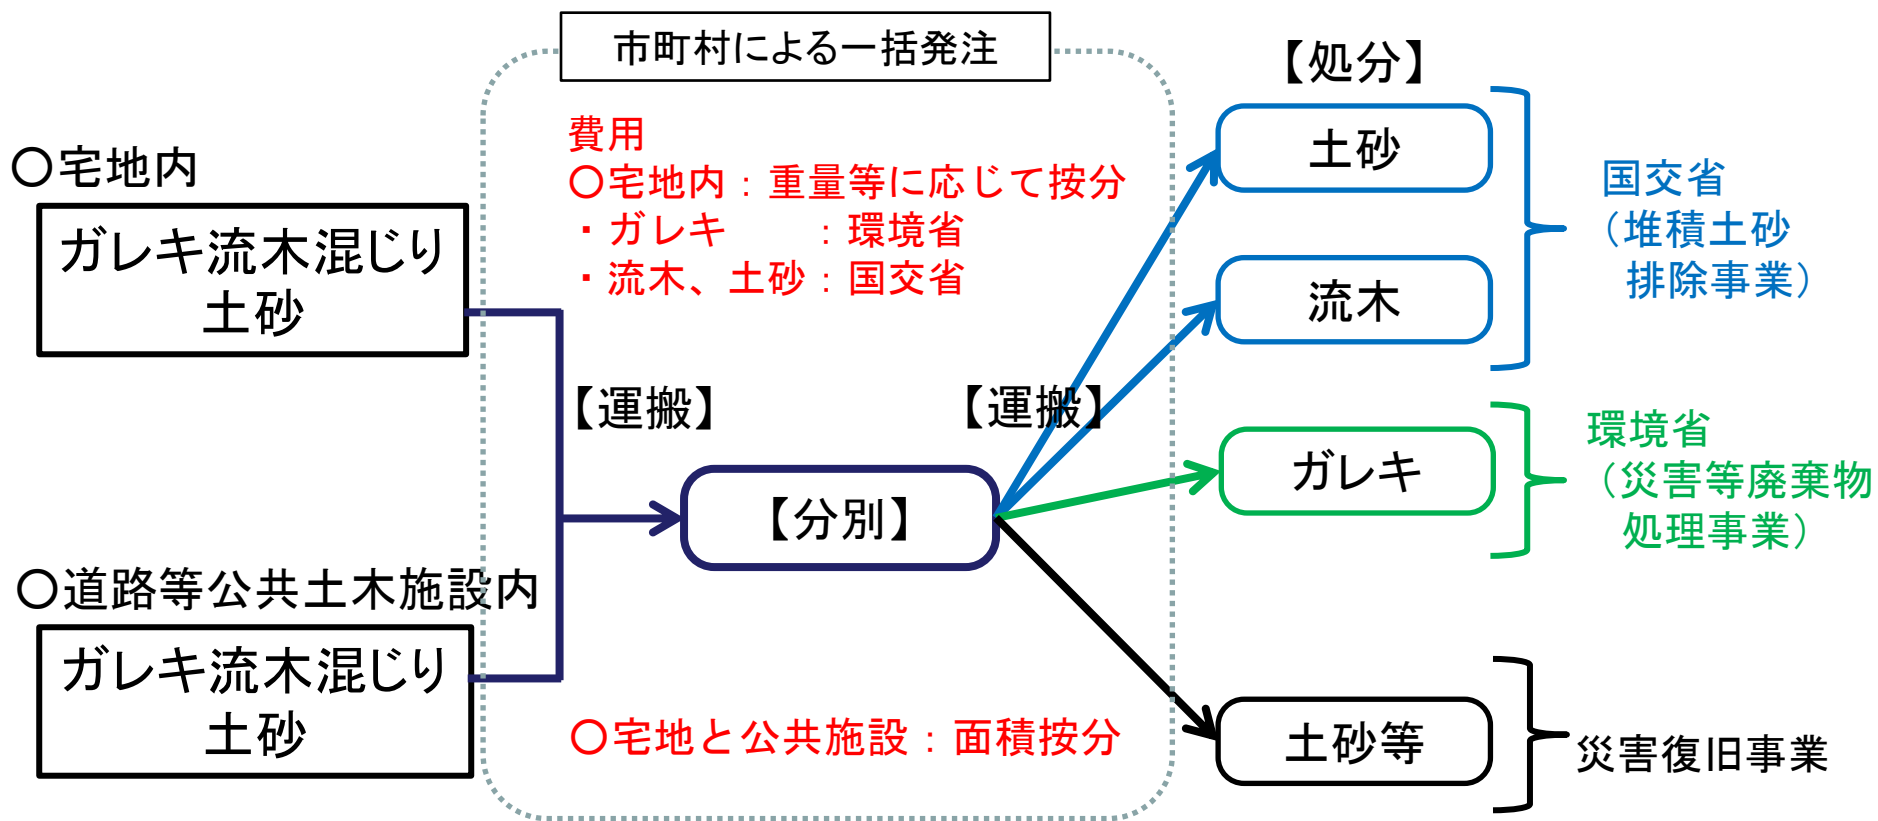 市町村による一括発注
【処分】
費用
〇宅地内：重量等に応じて按分
・ガレキ　　：環境省
・流木、土砂：国交省
〇宅地内
ガレキ流木混じり
土砂
土砂
流木
国交省
（堆積土砂
排除事業）
【運搬】
【運搬】
【分別】
ガレキ
環境省
（災害等廃棄物
処理事業）
〇道路等公共土木施設内
ガレキ流木混じり
土砂
〇宅地と公共施設：面積按分
土砂等
災害復旧事業